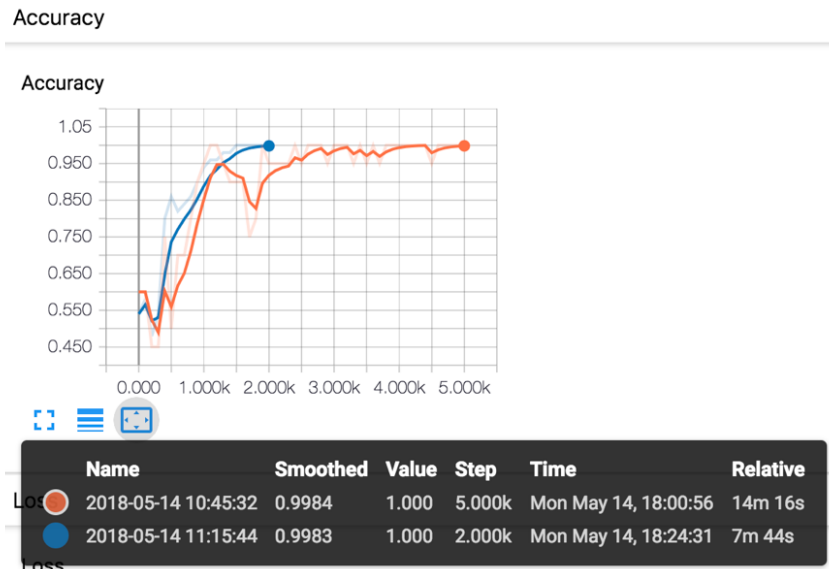 Accuracy
Accuracy
1.05
0.950
0.850
0.750
0.650
0.550
0.450
0.000 1.000k 2.000k 3.000k 4.000k 5.000k
Name Smoothed Value Step Time Relative
Loss 2018-05-14 10:45:32 0.9984 1.000 5.000k Mon May 14, 18:00:56 14m 16s
2018-05-14 11:15:44 0.9983 1.000 2.000k Mon May 14, 18:24:31 7m 44s
Loss